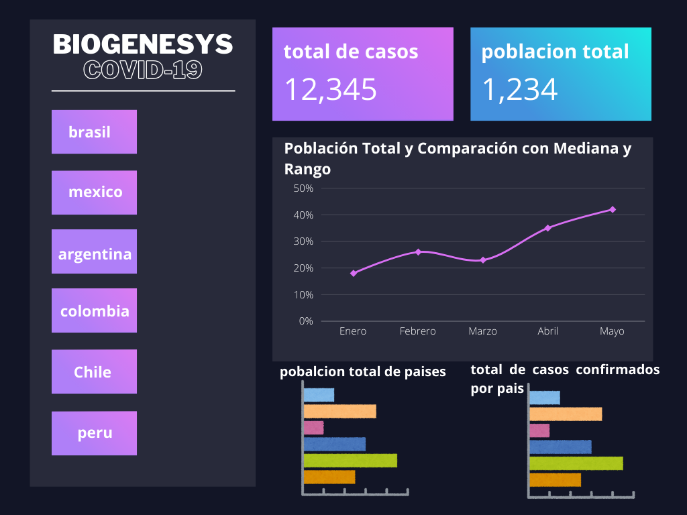 BIOGENESYS
COVID-19
brasil
mexico
argentina
colombia
Chile
peru
total de casos
12,345
poblacion total
1,234
Población Total y Comparación con Mediana y
Rango
50%
40%
30%
20%
10%
0%
Enero Febrero Marzo Abril Mayo
pobalcion total de paises
total de casos confirmados
por pais